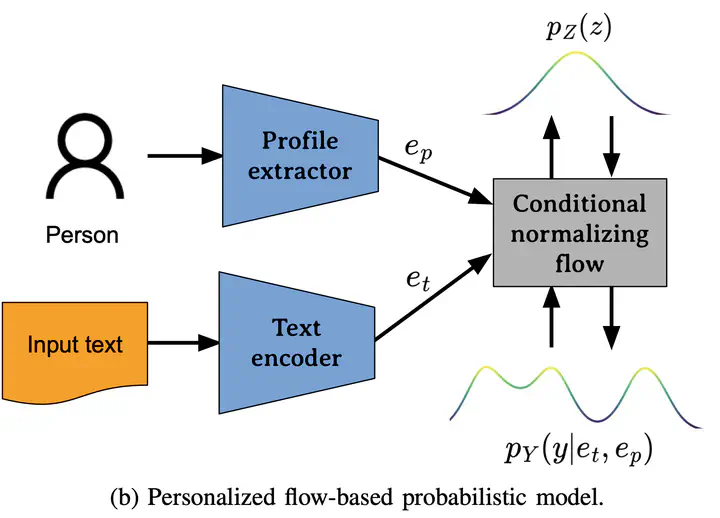 p_Z(z)
Profile
extractor
e_p
Person
Conditional
normalizing
flow
Input text
Text
encoder
e_t
p_Y(y|e_t, e_p)
(b) Personalized flow-based probabilistic model.